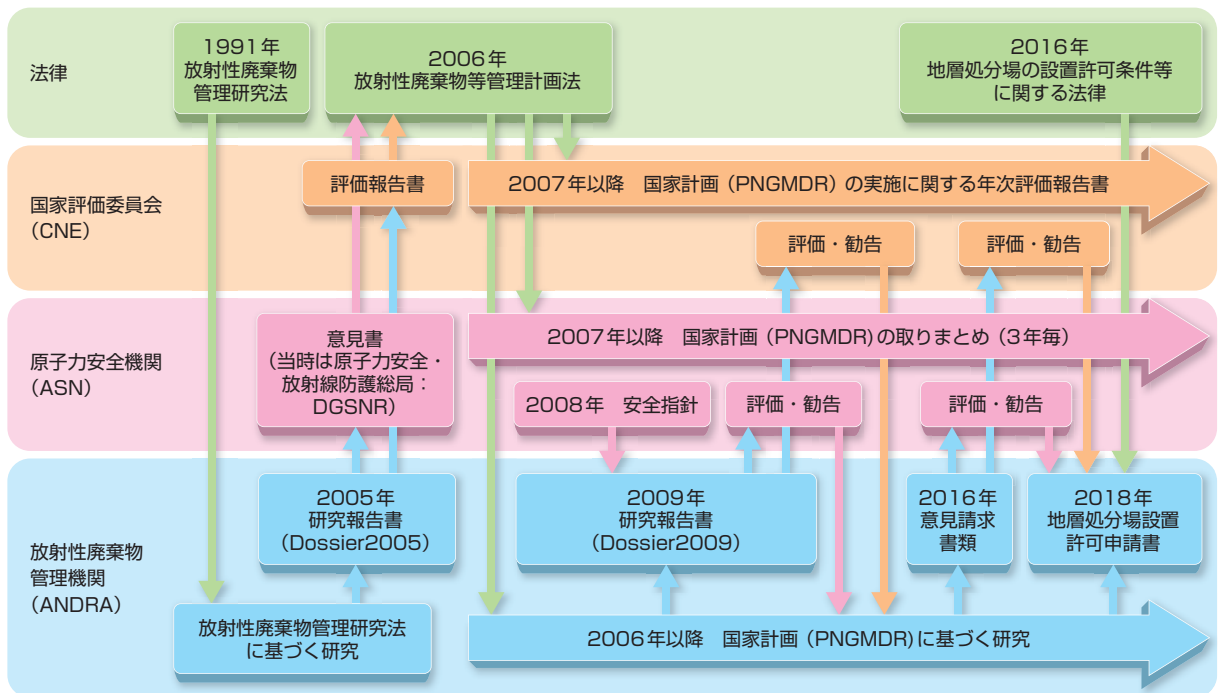 法律
1991年
放射性廃棄物
管理研究法
2006年
放射性廃棄物等管理計画法
2016年
地層処分場の設置許可条件等
に関する法律
国家評価委員会
(CNE)
評価報告書
2007年以降　国家計画（PNGMDR）の実施に関する年次評価報告書
評価・勧告
評価・勧告
原子力安全機関
(ASN)
意見書
(当時は原子力安全・
放射線防護総局：
DGSNR)
2007年以降　国家計画（PNGMDR)の取りまとめ（3年毎）
2008年　安全指針
評価・勧告
評価・勧告
放射性廃棄物
管理機関
(ANDRA)
2005年
研究報告書
(Dossier2005)
2009年
研究報告書
(Dossier2009)
2016年
意見請求
書類
2018年
地層処分場設置
許可申請書
放射性廃棄物管理研究法
に基づく研究
2006年以降　国家計画（PNGMDR)に基づく研究